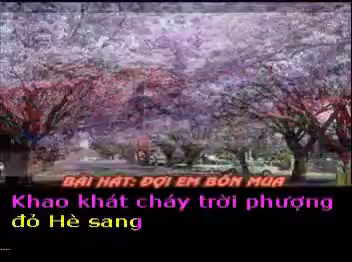 BÀI HÁT: ĐỢI EM BỐN MÙA
Khao khát cháy trời phượng
đỏ Hè sang